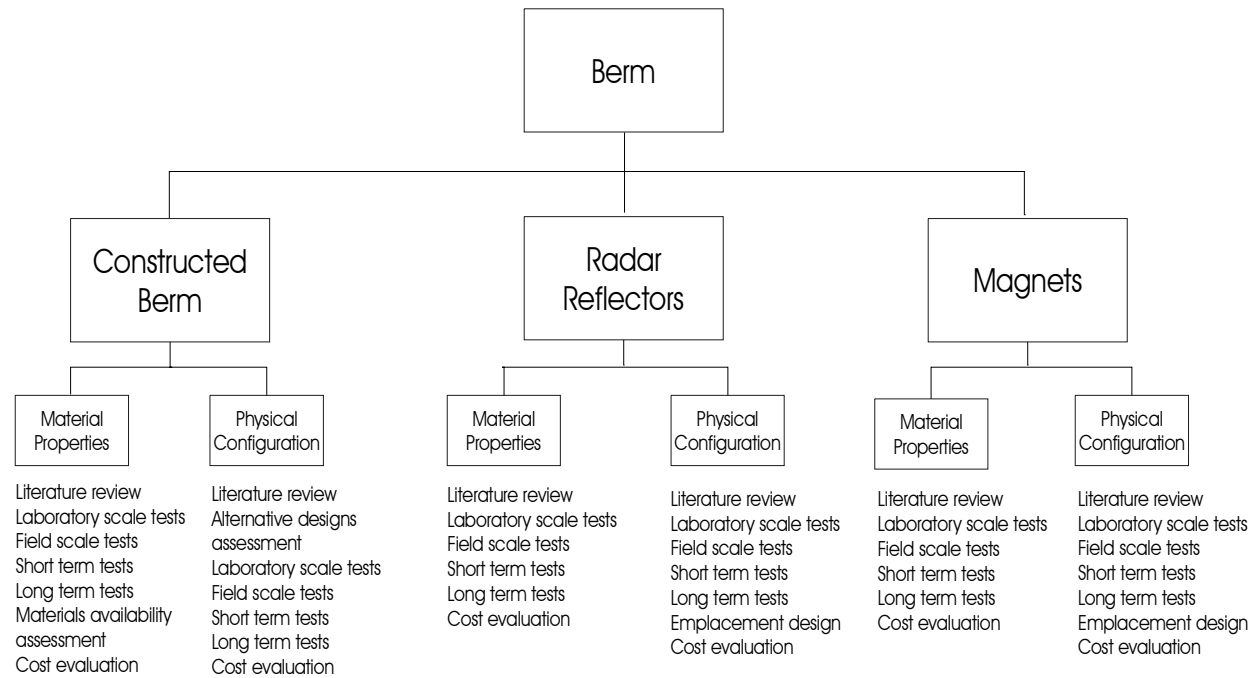 Berm
Constructed
Berm
Radar
Reflectors
Magnets
Material
Properties
Physical
Configuration
Material
Properties
Physical
Configuration
Material
Properties
Physical
Configuration
Literature review
Laboratory scale tests
Field scale tests
Short term tests
Long term tests
Materials availability
assessment
Cost evaluation
Literature review
Alternative designs
assessment
Laboratory scale tests
Field scale tests
Short term tests
Long term tests
Cost evaluation
Literature review
Laboratory scale tests
Field scale tests
Short term tests
Long term tests
Cost evaluation
Literature review
Laboratory scale tests
Field scale tests
Short term tests
Long term tests
Emplacement design
Cost evaluation
Literature review
Laboratory scale tests
Field scale tests
Short term tests
Long term tests
Cost evaluation
Literature review
Laboratory scale tests
Field scale tests
Short term tests
Long term tests
Emplacement design
Cost evaluation